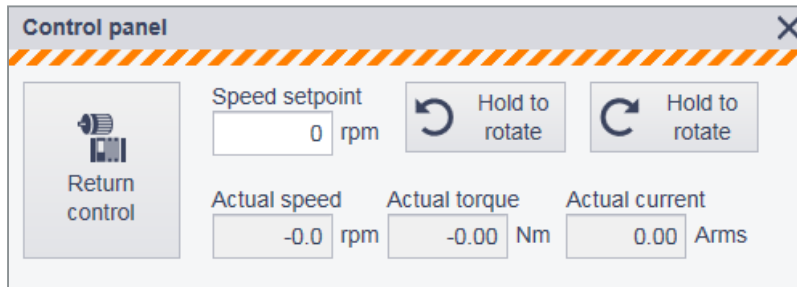 Control panel
Speed setpoint
0 rpm
Hold to
rotate
Hold to
rotate
Return
control
Actual speed
-0.0 rpm
Actual torque
-0.00 Nm
Actual current
0.00 Arms